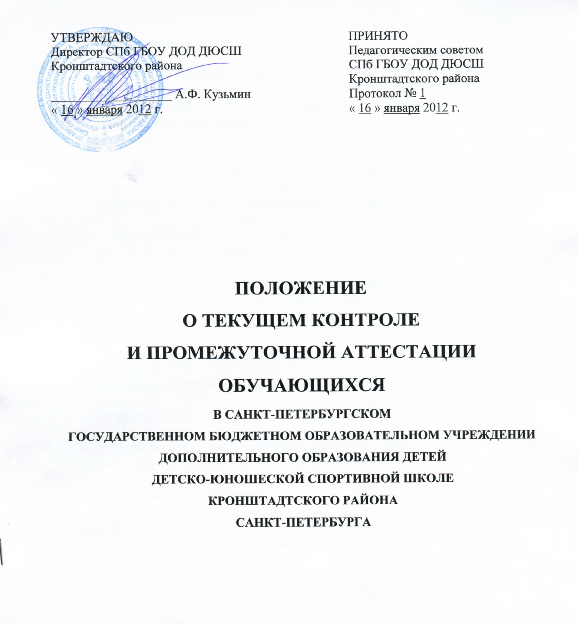 УТВЕРЖДАЮ
Директор СПб ГБОУ ДОД ДЮСШ
Кронштадтского района
А.Ф. Кузьмин
« 16 » января 2012 г.
ПРИНЯТО
Педагогическим советом
СПб ГБОУ ДОД ДЮСШ
Кронштадтского района
Протокол № 1
« 16 » января 2012 г.
ПОЛОЖЕНИЕ
О ТЕКУЩЕМ КОНТРОЛЕ
И ПРОМЕЖУТОЧНОЙ АТТЕСТАЦИИ
ОБУЧАЮЩИХСЯ
В САНКТ-ПЕТЕРБУРГСКОМ
ГОСУДАРСТВЕННОМ БЮДЖЕТНОМ ОБРАЗОВАТЕЛЬНОМ УЧРЕЖДЕНИИ
ДОПОЛНИТЕЛЬНОГО ОБРАЗОВАНИЯ ДЕТЕЙ
ДЕТСКО-ЮНОШЕСКОЙ СПОРТИВНОЙ ШКОЛЕ
КРОНШТАДТСКОГО РАЙОНА
САНКТ-ПЕТЕРБУРГА